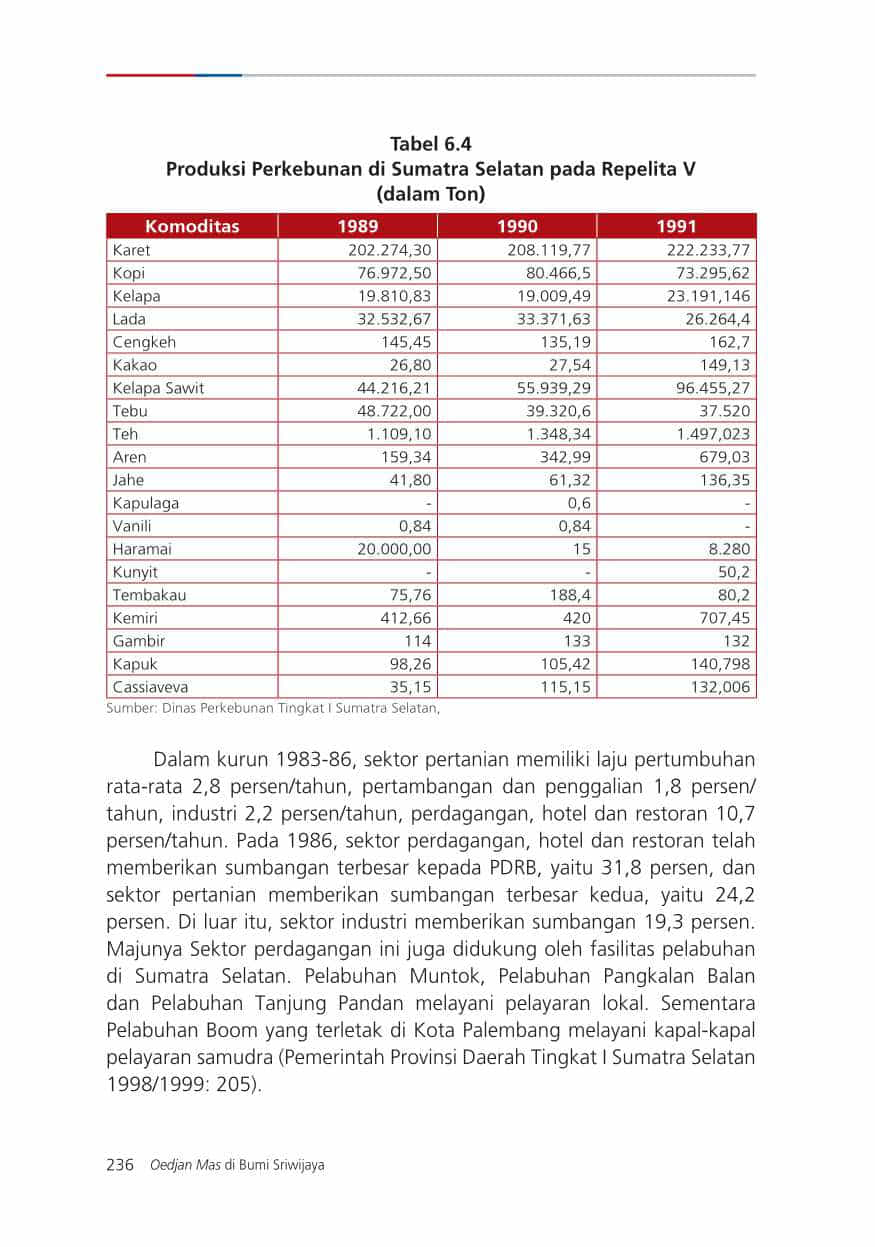 Tabel 6.4
Produksi Perkebunan di Sumatra Selatan pada Repelita V
(dalam Ton)
Komoditas 1989 1990 1991
Karet 202.274,30 208.119,77 222.233,77
Kopi 76.972,50 80.466,5 73.295,62
Kelapa 19.810,83 19.009,49 23.191,146
Lada 32.532,67 33.371,63 26.264,4
Cengkeh 145,45 135,19 162,7
Kakao 26,80 27,54 149,13
Kelapa Sawit 44.216,21 55.939,29 96.455,27
Tebu 48.722,00 39.320,6 37.520
Teh 1.109,10 1.348,34 1.497,023
Aren 159,34 342,99 679,03
Jahe 41,80 61,32 136,35
Kapulaga - 0,6 -
Vanili 0,84 0,84 -
Haramai 20.000,00 15 8.280
Kunyit - - 50,2
Tembakau 75,76 188,4 80,2
Kemiri 412,66 420 707,45
Gambir 114 133 132
Kapuk 98,26 105,42 140,798
Cassiaveva 35,15 115,15 132,006
Sumber: Dinas Perkebunan Tingkat I Sumatra Selatan,
Dalam kurun 1983-86, sektor pertanian memiliki laju pertumbuhan
rata-rata 2,8 persen/tahun, pertambangan dan penggalian 1,8 persen/
tahun, industri 2,2 persen/tahun, perdagangan, hotel dan restoran 10,7
persen/tahun. Pada 1986, sektor perdagangan, hotel dan restoran telah
memberikan sumbangan terbesar kepada PDRB, yaitu 31,8 persen, dan
sektor pertanian memberikan sumbangan terbesar kedua, yaitu 24,2
persen. Di luar itu, sektor industri memberikan sumbangan 19,3 persen.
Majunya Sektor perdagangan ini juga didukung oleh fasilitas pelabuhan
di Sumatra Selatan. Pelabuhan Muntok, Pelabuhan Pangkalan Balan
dan Pelabuhan Tanjung Pandan melayani pelayaran lokal. Sementara
Pelabuhan Boom yang terletak di Kota Palembang melayani kapal-kapal
pelayaran samudra (Pemerintah Provinsi Daerah Tingkat I Sumatra Selatan
1998/1999: 205).
236 Oedjan Mas di Bumi Sriwijaya